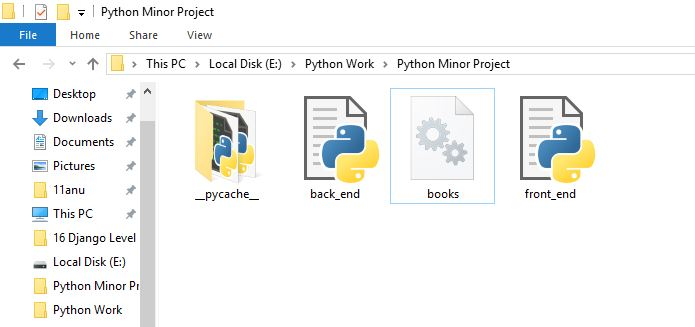 Python Minor Project
File
Home
Share
View
This PC
Local Disk (E:)
Python Work
Python Minor Project
Desktop
Downloads
Documents
Pictures
11anu
This PC
16 Django Level
Local Disk (E:)
Python Minor Pr
Python Work
__pycache__
back_end
books
front_end